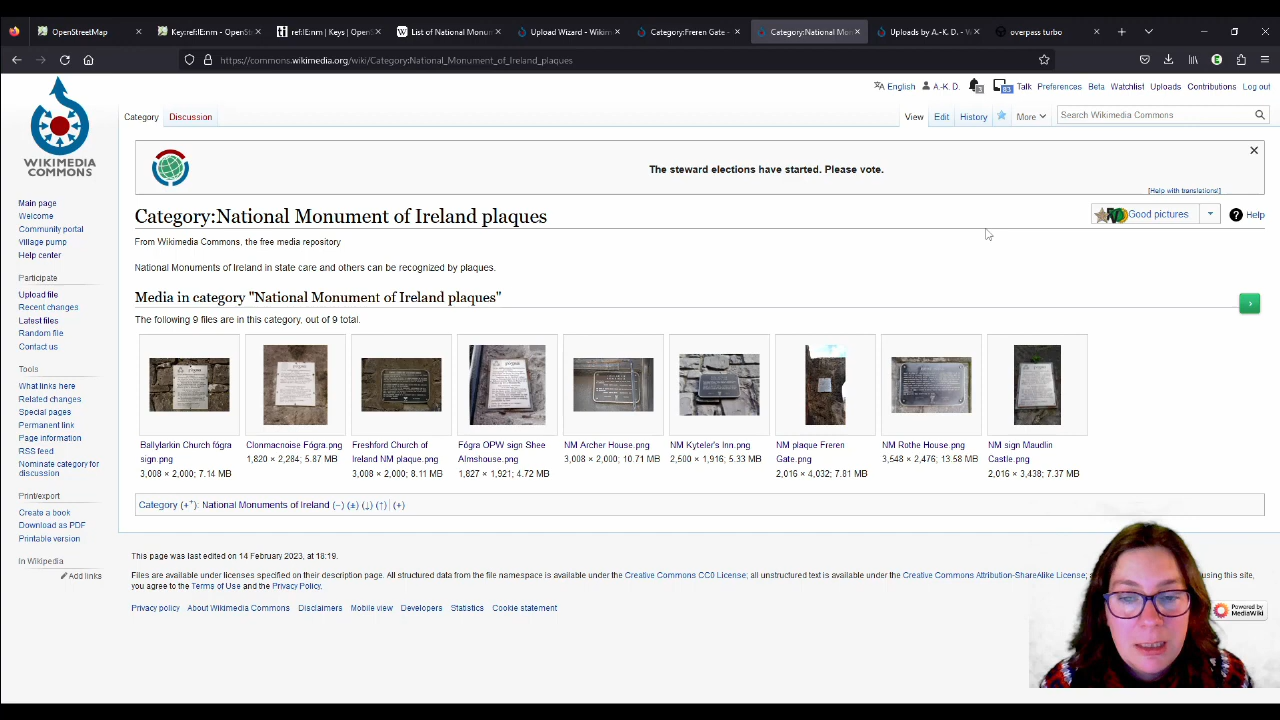 OpenStreetMap
Key:ref:IE:nm - OpenStr
ref:IE:nm | Keys | OpenStr
List of National Monum
Upload Wizard - Wikim
Category:Freren Gate -
Category:National Mon
Uploads by A.-K. D. - W
overpass turbo
https://commons.wikimedia.org/wiki/Category:National_Monument_of_Ireland_plaques
English
A.-K. D.
3
83
Talk
Preferences
Beta
Watchlist
Uploads
Contributions
Log out
Category
Discussion
View
Edit
History
More
Search Wikimedia Commons
WIKIMEDIA
COMMONS
The steward elections have started. Please vote.
[Help with translations!]
Main page
Welcome
Community portal
Village pump
Help center
Participate
Upload file
Recent changes
Latest files
Random file
Contact us
Tools
What links here
Related changes
Special pages
Permanent link
Page information
RSS feed
Nominate category for
discussion
Print/export
Create a book
Download as PDF
Printable version
In Wikipedia
Add links
Category:National Monument of Ireland plaques
Good pictures
Help
From Wikimedia Commons, the free media repository
National Monuments of Ireland in state care and others can be recognized by plaques.
Media in category "National Monument of Ireland plaques"
The following 9 files are in this category, out of 9 total.
Ballylarkin Church fógra
sign.png
3,008 × 2,000; 7.14 MB
Clonmacnoise Fógra.png
1,820 × 2,284; 5.87 MB
Freshford Church of
Ireland NM plaque.png
3,008 × 2,000; 8.11 MB
Fógra OPW sign Shee
Almshouse.png
1,827 × 1,921; 4.72 MB
NM Archer House.png
3,008 × 2,000; 10.71 MB
NM Kyteler's Inn.png
2,500 × 1,916; 5.33 MB
NM plaque Freren
Gate.png
2,016 × 4,032; 7.81 MB
NM Rothe House.png
3,548 × 2,476; 13.58 MB
NM sign Maudlin
Castle.png
2,016 × 3,438; 7.37 MB
Category (++): National Monuments of Ireland (−) (±) (↓) (↑) | (+)
This page was last edited on 14 February 2023, at 18:19.
Files are available under licenses specified on their description page. All structured data from the file namespace is available under the Creative Commons CC0 License; all unstructured text is available under the Creative Commons Attribution-ShareAlike License; using this site,
you agree to the Terms of Use and the Privacy Policy.
Privacy policy
About Wikimedia Commons
Disclaimers
Mobile view
Developers
Statistics
Cookie statement
Powered by
MediaWiki